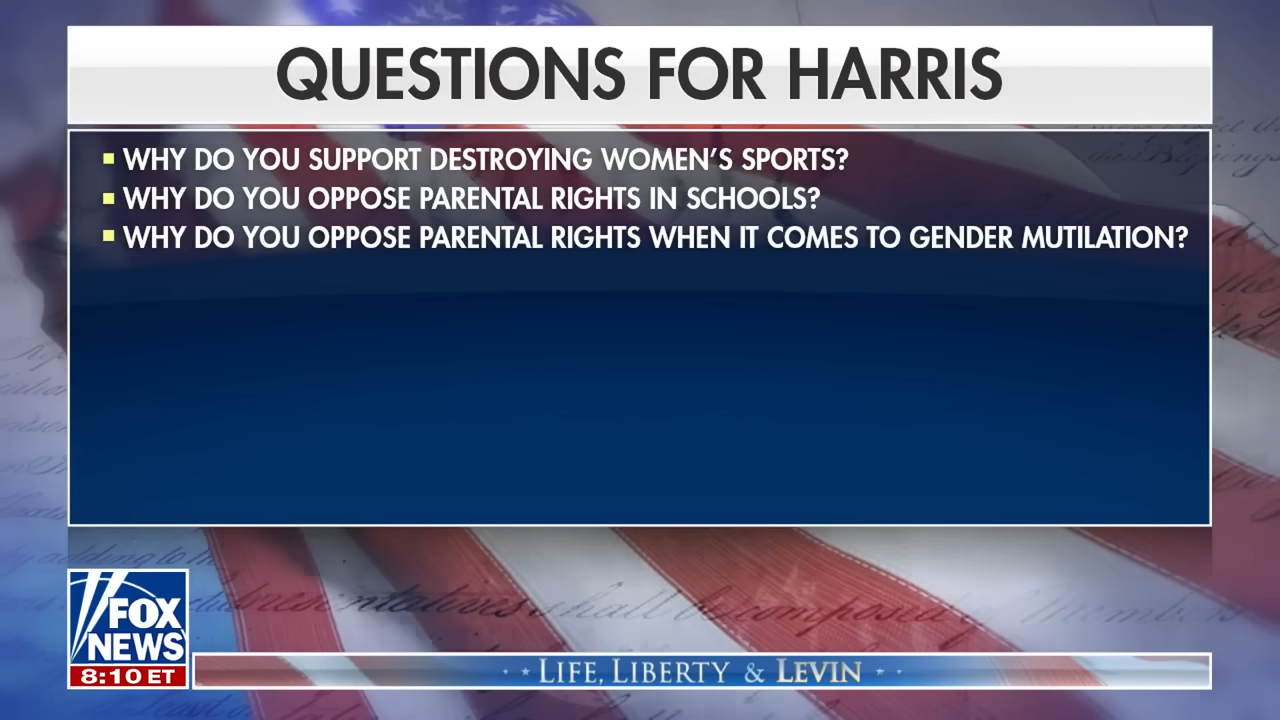 QUESTIONS FOR HARRIS
WHY DO YOU SUPPORT DESTROYING WOMEN'S SPORTS?
WHY DO YOU OPPOSE PARENTAL RIGHTS IN SCHOOLS?
WHY DO YOU OPPOSE PARENTAL RIGHTS WHEN IT COMES TO GENDER MUTILATION?
FOX
NEWS
8:10 ET
LIFE, LIBERTY & LEVIN